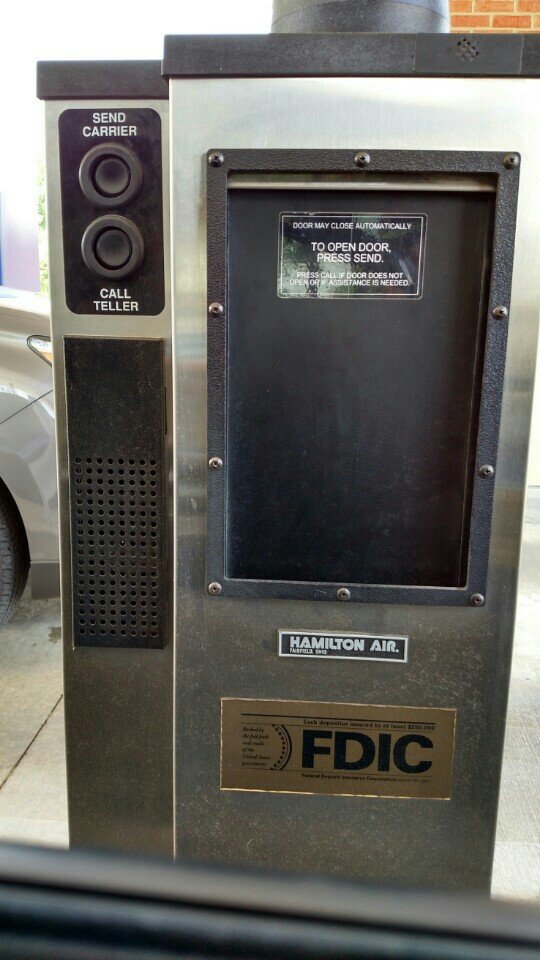 SEND
CARRIER
CALL
TELLER
DOOR MAY CLOSE AUTOMATICALLY
TO OPEN DOOR,
PRESS SEND.
PRESS CALL IF DOOR DOES NOT
OPEN OR IF ASSISTANCE IS NEEDED.
HAMILTON AIR.
FAIRFIELD, OHIO
Each depositor insured to at least $250,000
Backed by
the full faith
and credit
of the
United States
government
FDIC
Federal Deposit Insurance Corporation